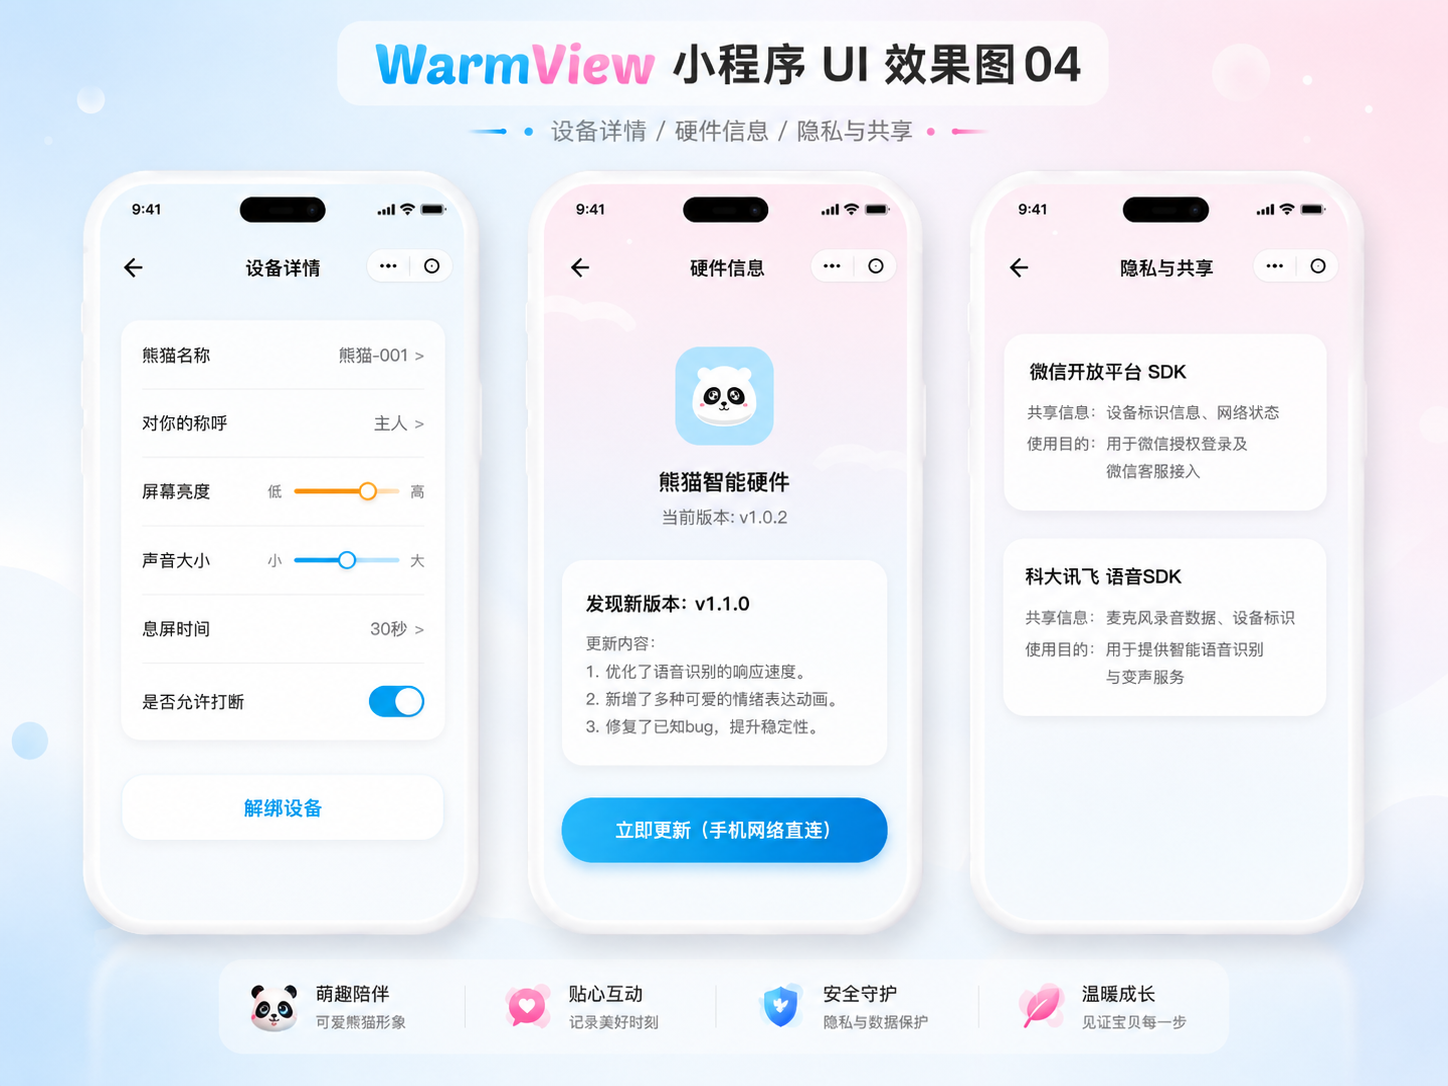 WarmView 小程序 UI 效果图04
设备详情 / 硬件信息 / 隐私与共享
9:41
设备详情
熊猫名称 熊猫-001 >
对你的称呼 主人 >
屏幕亮度 低 高
声音大小 小 大
息屏时间 30秒 >
是否允许打断
解绑设备
9:41
硬件信息
熊猫智能硬件
当前版本: v1.0.2
发现新版本：v1.1.0
更新内容：
1. 优化了语音识别的响应速度。
2. 新增了多种可爱的情绪表达动画。
3. 修复了已知bug，提升稳定性。
立即更新（手机网络直连）
9:41
隐私与共享
微信开放平台 SDK
共享信息：设备标识信息、网络状态
使用目的：用于微信授权登录及
微信客服接入
科大讯飞 语音SDK
共享信息：麦克风录音数据、设备标识
使用目的：用于提供智能语音识别
与变声服务
萌趣陪伴
可爱熊猫形象
贴心互动
记录美好时刻
安全守护
隐私与数据保护
温暖成长
见证宝贝每一步